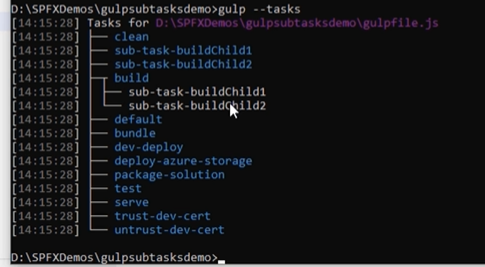 D:\SPFXDemos\gulpsubtasksdemo>gulp --tasks
[14:15:28] Tasks for D:\SPFXDemos\gulpsubtasksdemo\gulpfile.js
[14:15:28] ├── clean
[14:15:28] ├── sub-task-buildChild1
[14:15:28] ├── sub-task-buildChild2
[14:15:28] ├─┬ build
[14:15:28] │ ├── sub-task-buildChild1
[14:15:28] │ └── sub-task-buildChild2
[14:15:28] ├── default
[14:15:28] ├── bundle
[14:15:28] ├── dev-deploy
[14:15:28] ├── deploy-azure-storage
[14:15:28] ├── package-solution
[14:15:28] ├── test
[14:15:28] ├── serve
[14:15:28] ├── trust-dev-cert
[14:15:28] └── untrust-dev-cert
D:\SPFXDemos\gulpsubtasksdemo>